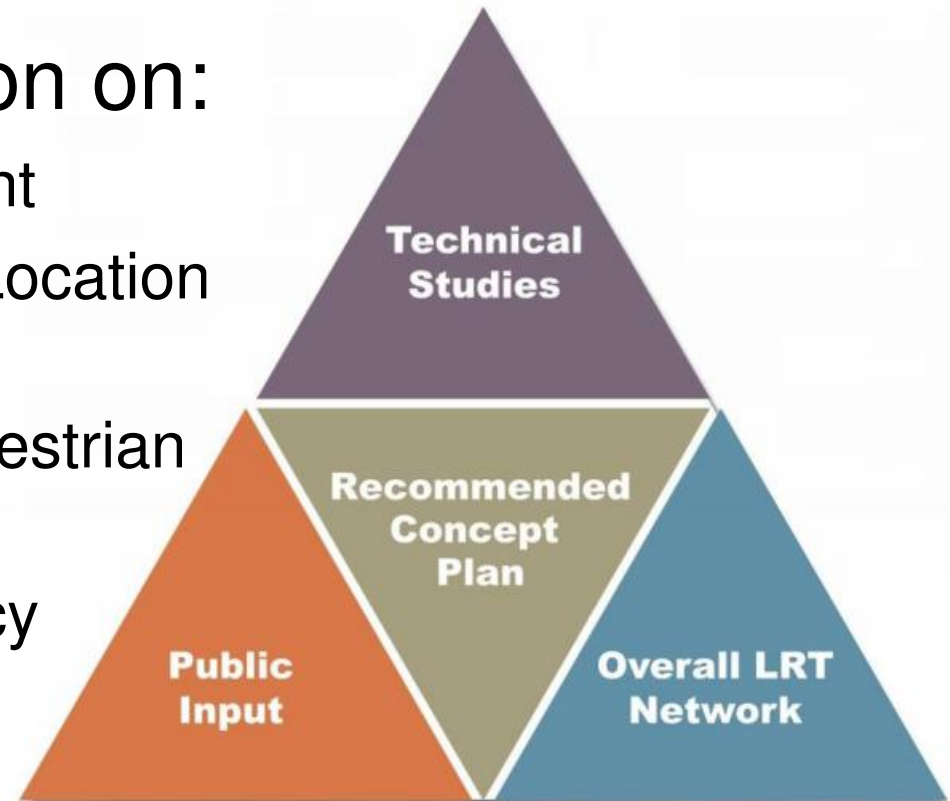 on on:
nt
Location
estrian
cy
Technical
Studies
Recommended
Concept
Plan
Public
Input
Overall LRT
Network